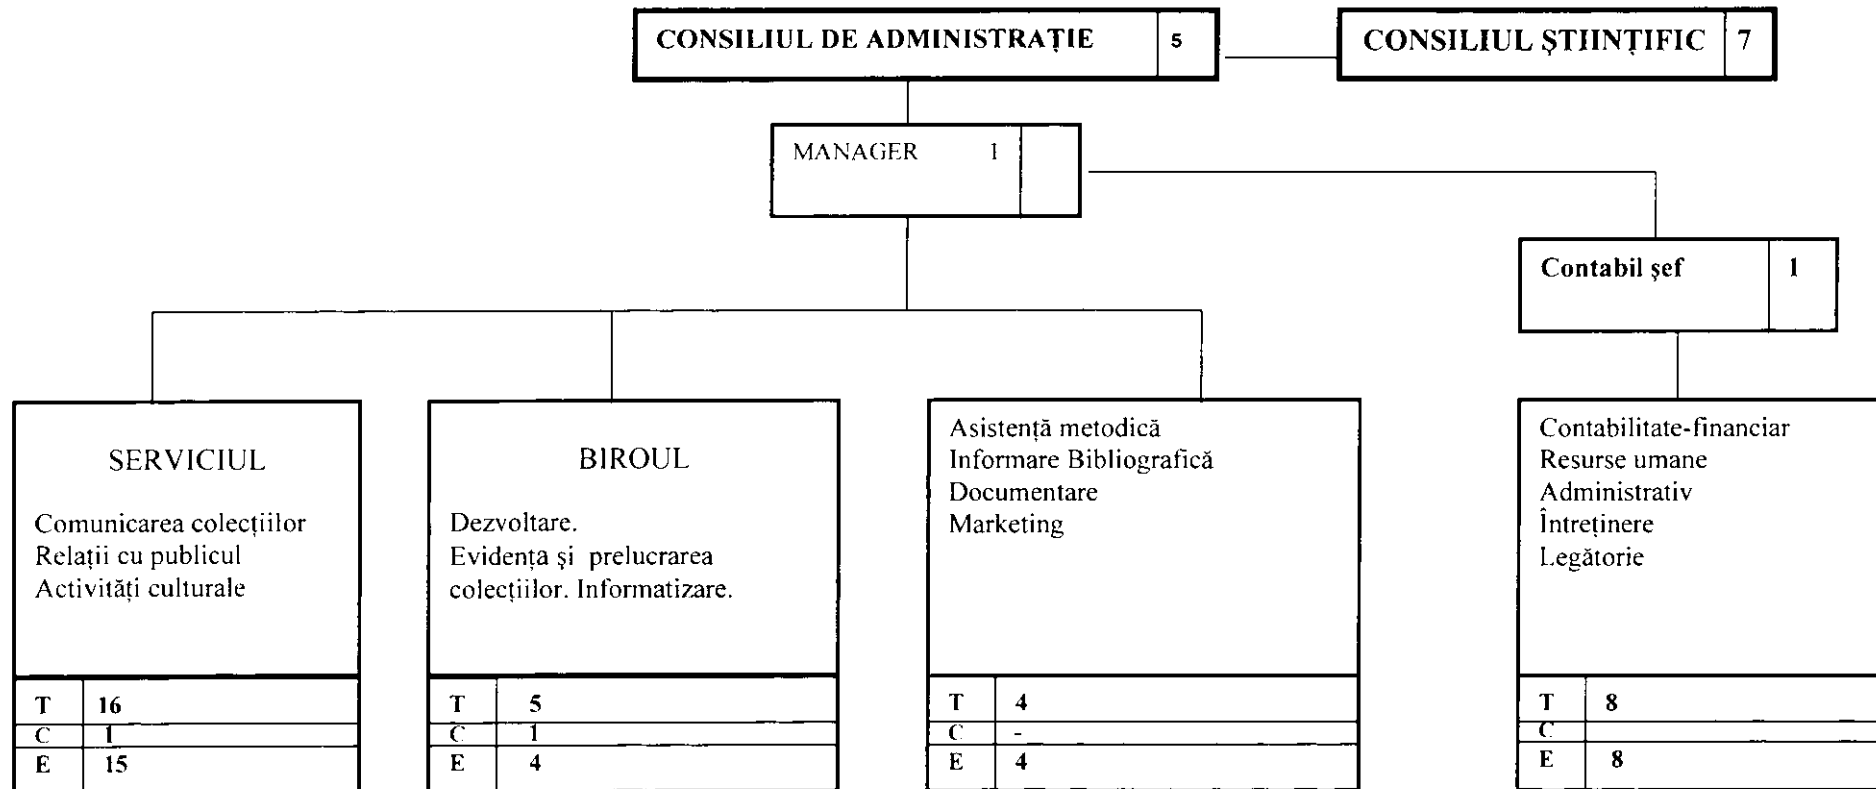 CONSILIUL DE ADMINISTRAȚIE 5
CONSILIUL ȘTIINȚIFIC 7
MANAGER 1
Contabil șef 1
SERVICIUL
Comunicarea colecțiilor
Relații cu publicul
Activități culturale
T 16
C 1
E 15
BIROUL
Dezvoltare.
Evidența și prelucrarea
colecțiilor. Informatizare.
T 5
C 1
E 4
Asistență metodică
Informare Bibliografică
Documentare
Marketing
T 4
C -
E 4
Contabilitate-financiar
Resurse umane
Administrativ
Întreținere
Legătorie
T 8
C
E 8